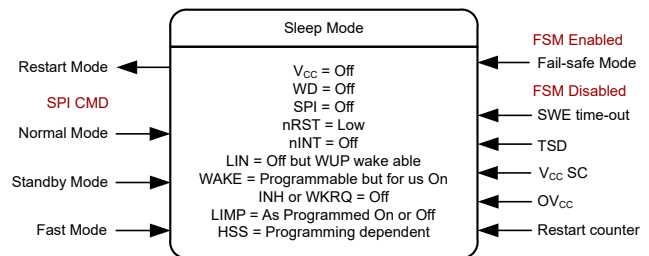 Sleep Mode
FSM Enabled
Restart Mode
Fail-safe Mode
V_CC = Off
WD = Off
FSM Disabled
SPI CMD
SPI = Off
SWE time-out
nRST = Low
Normal Mode
nINT = Off
TSD
LIN = Off but WUP wake able
V_CC SC
Standby Mode
WAKE = Programmable but for us On
INH or WKRQ = Off
OV_CC
LIMP = As Programmed On or Off
Fast Mode
HSS = Programming dependent
Restart counter